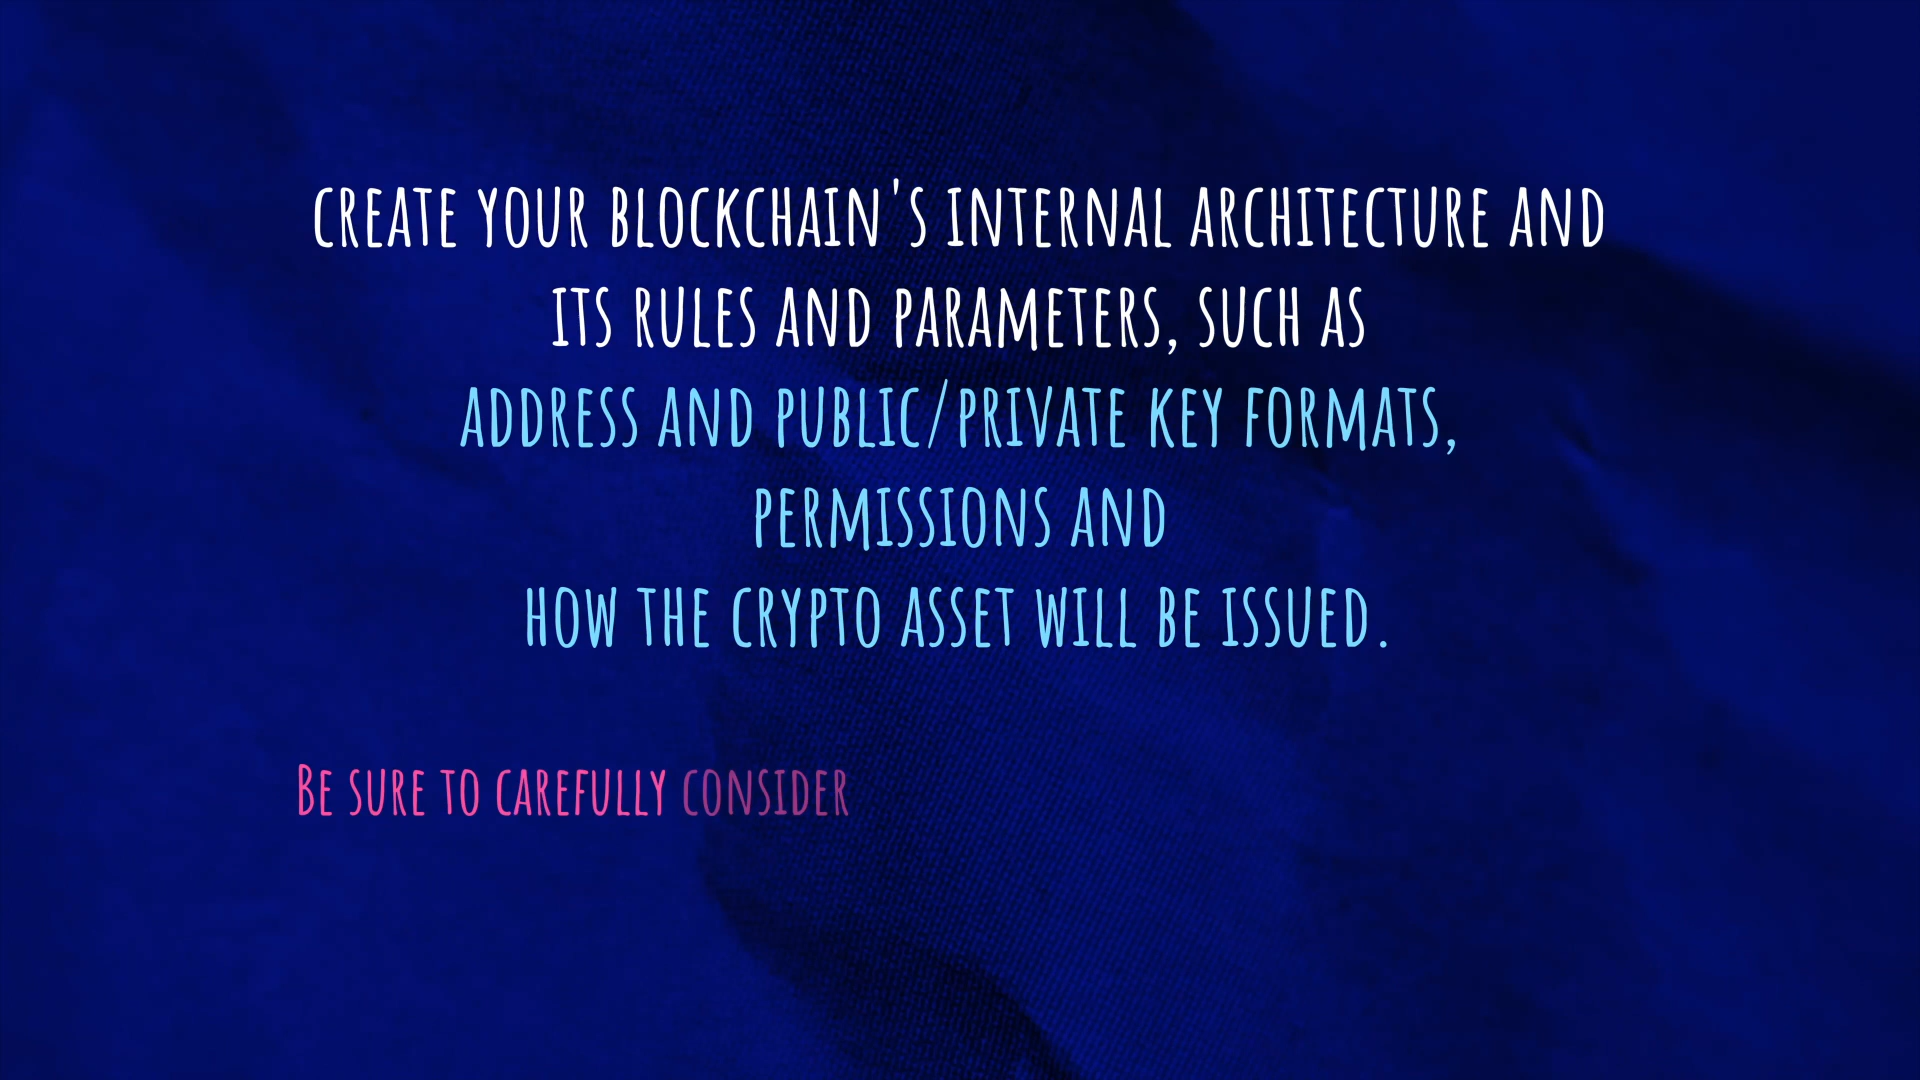 create your blockchain's internal architecture and
its rules and parameters, such as
address and public/private key formats,
permissions and
how the crypto asset will be issued.
Be sure to carefully consider